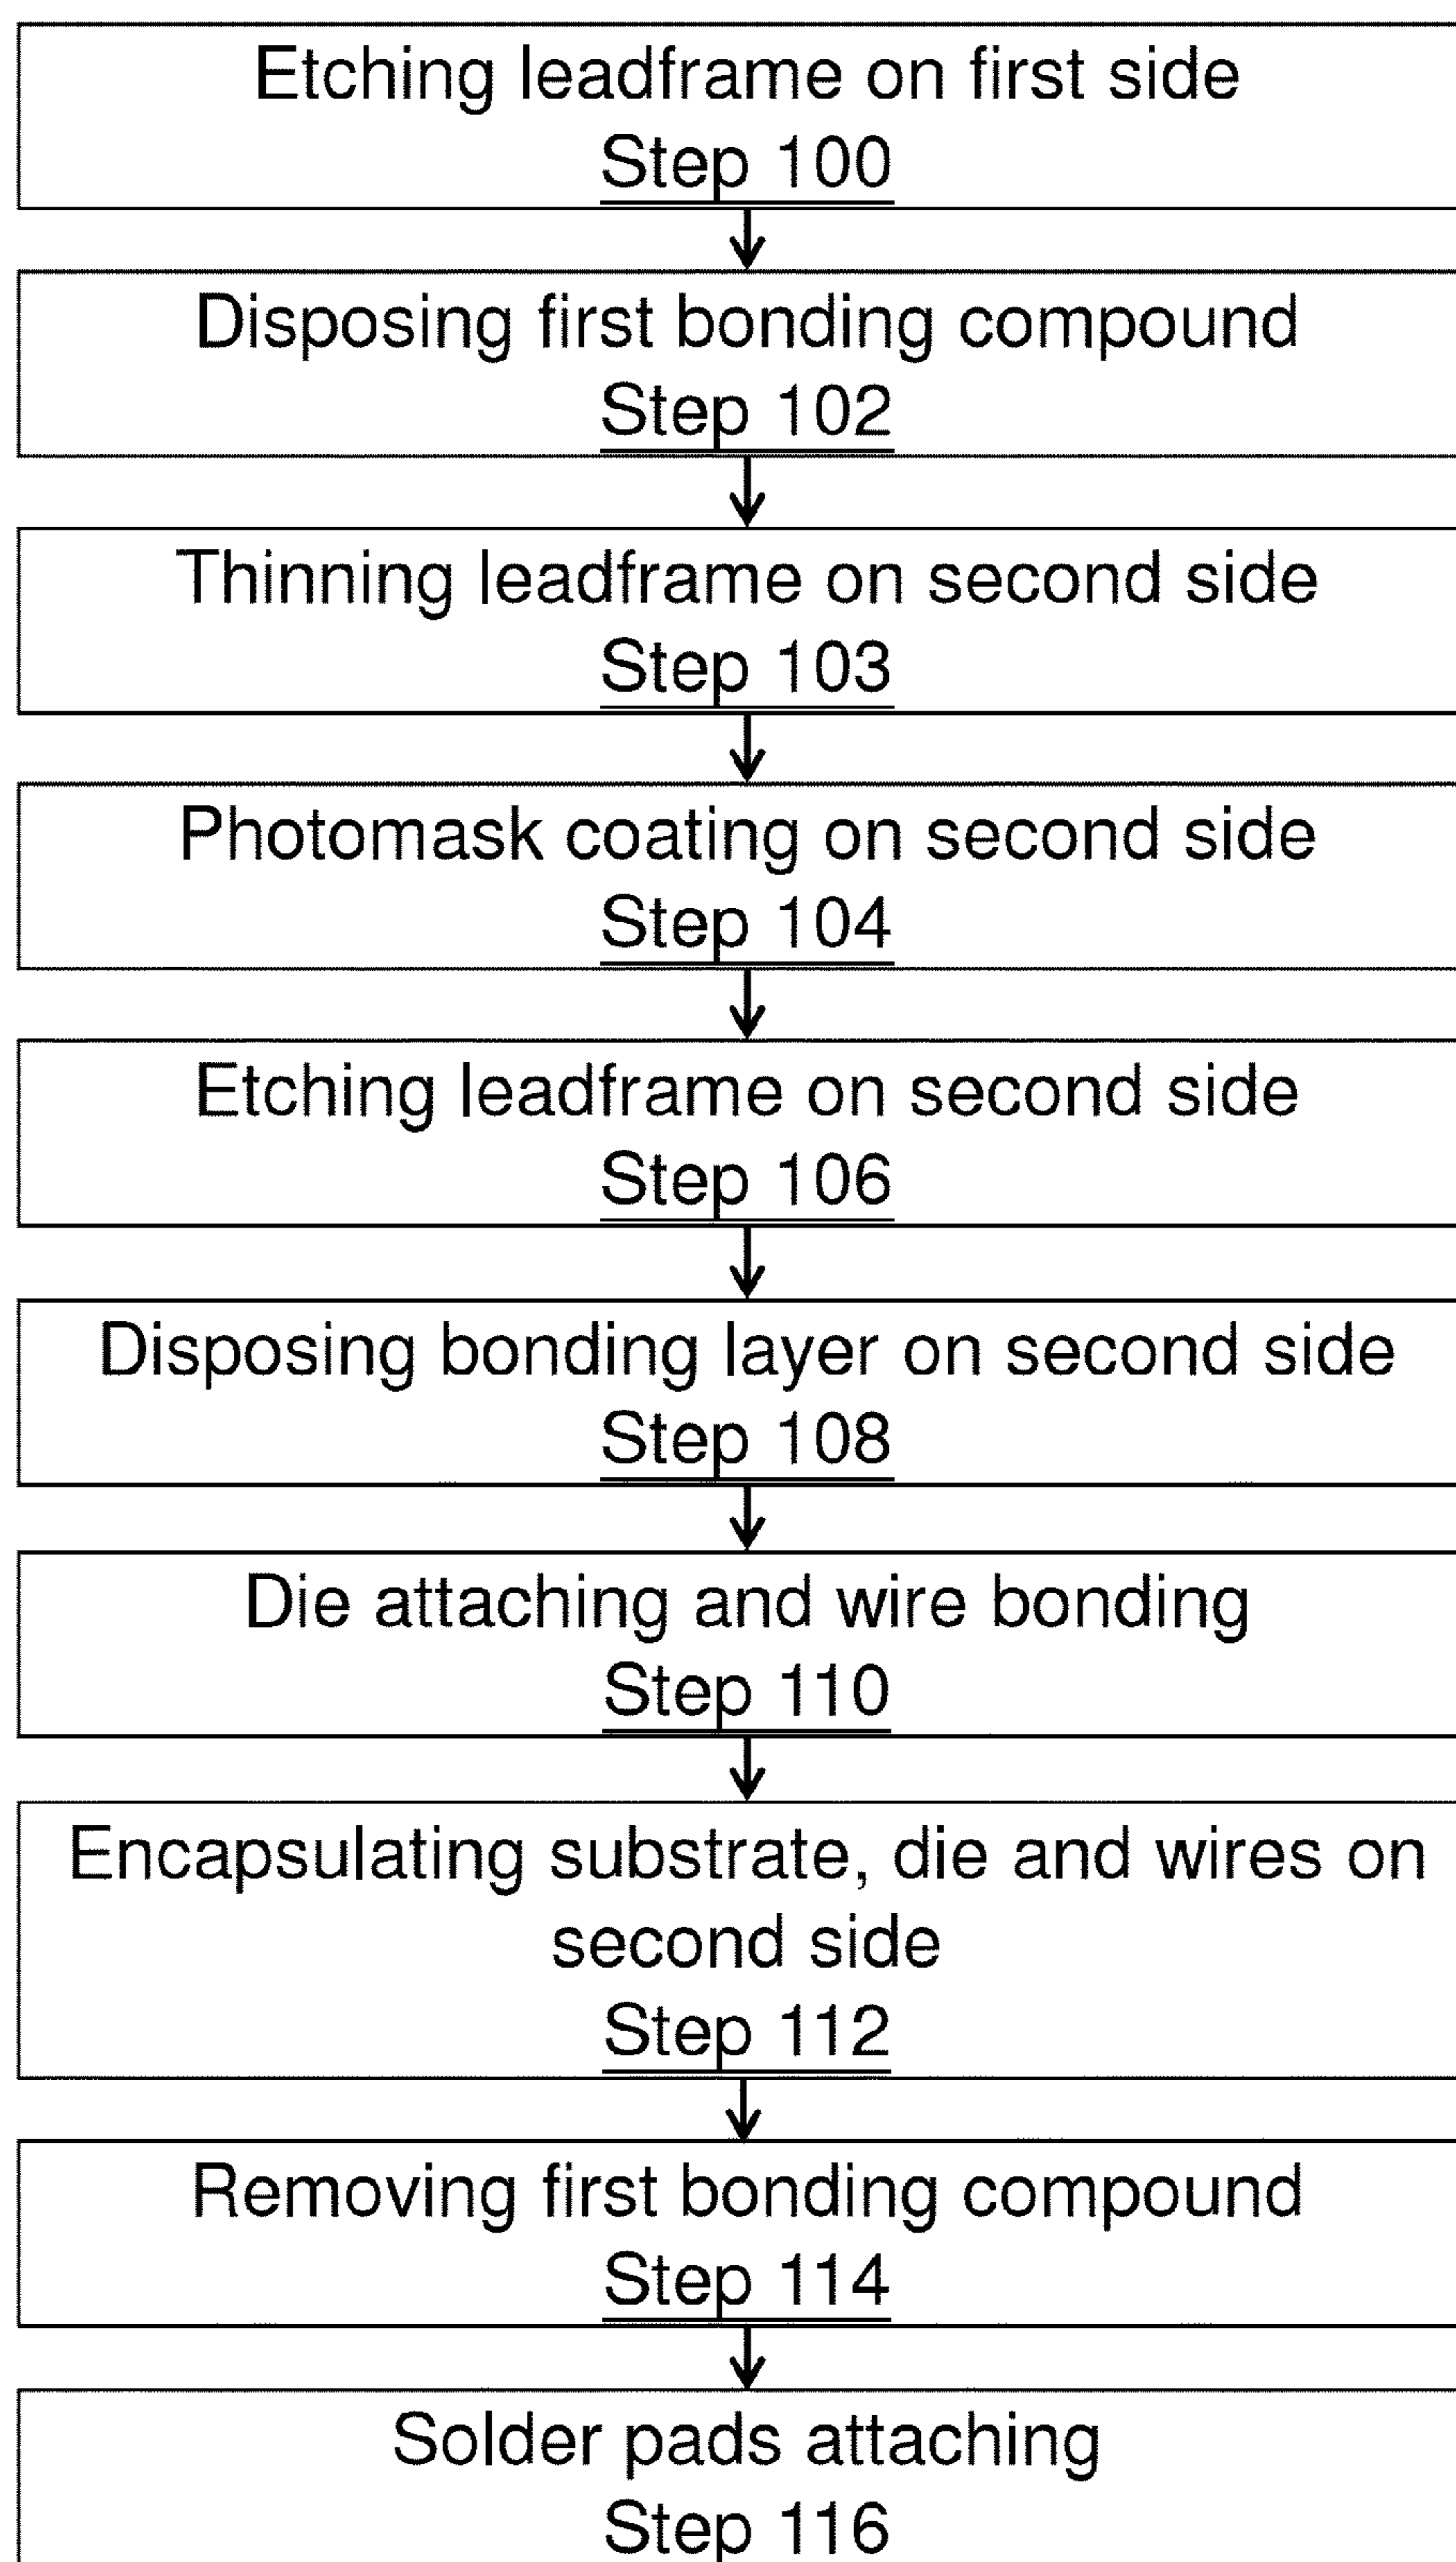 Etching leadframe on first side
Step 100
Disposing first bonding compound
Step 102
Thinning leadframe on second side
Step 103
Photomask coating on second side
Step 104
Etching leadframe on second side
Step 106
Disposing bonding layer on second side
Step 108
Die attaching and wire bonding
Step 110
Encapsulating substrate, die and wires on
second side
Step 112
Removing first bonding compound
Step 114
Solder pads attaching
Step 116